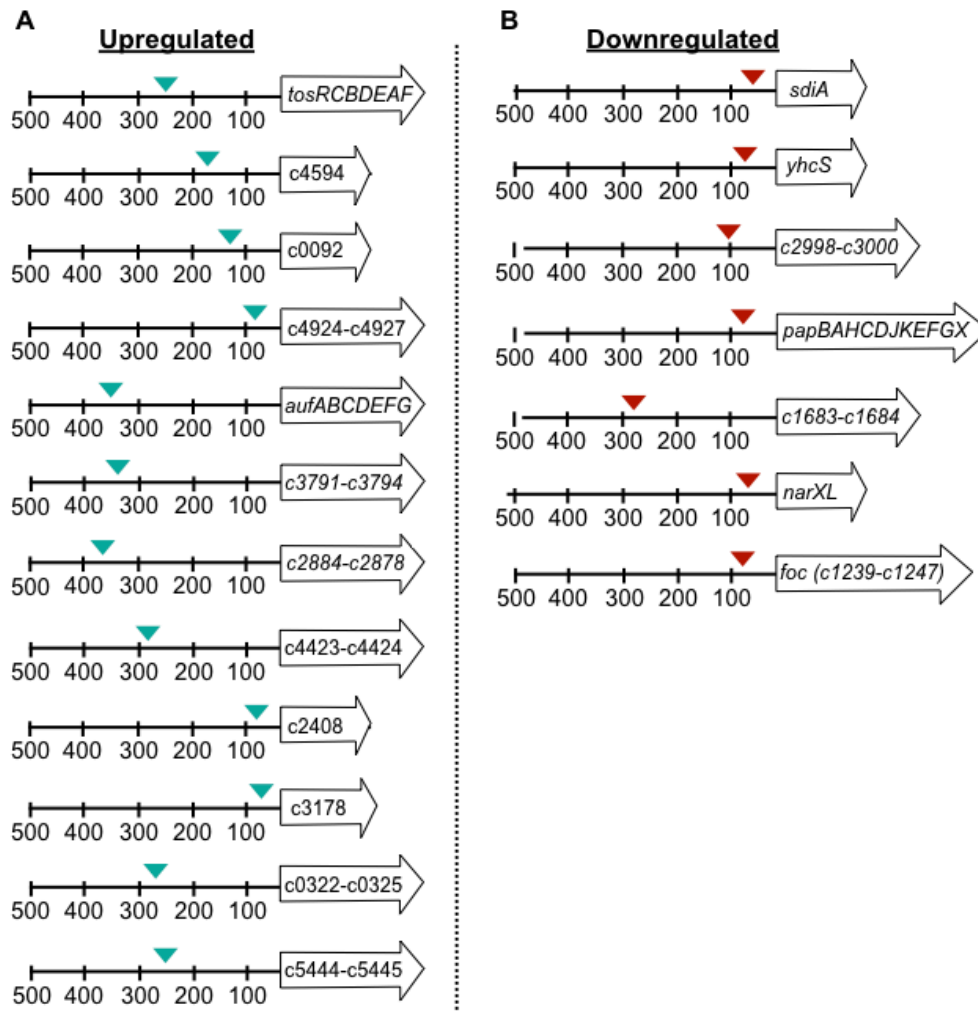 A
Upregulated
tosRCBDEAF
500 400 300 200 100
c4594
500 400 300 200 100
c0092
500 400 300 200 100
c4924-c4927
500 400 300 200 100
aufABCDEFG
500 400 300 200 100
c3791-c3794
500 400 300 200 100
c2884-c2878
500 400 300 200 100
c4423-c4424
500 400 300 200 100
c2408
500 400 300 200 100
c3178
500 400 300 200 100
c0322-c0325
500 400 300 200 100
c5444-c5445
500 400 300 200 100
B
Downregulated
sdiA
500 400 300 200 100
yhcS
500 400 300 200 100
c2998-c3000
500 400 300 200 100
papBAHCDJKEFGX
500 400 300 200 100
c1683-c1684
500 400 300 200 100
narXL
500 400 300 200 100
foc (c1239-c1247)
500 400 300 200 100